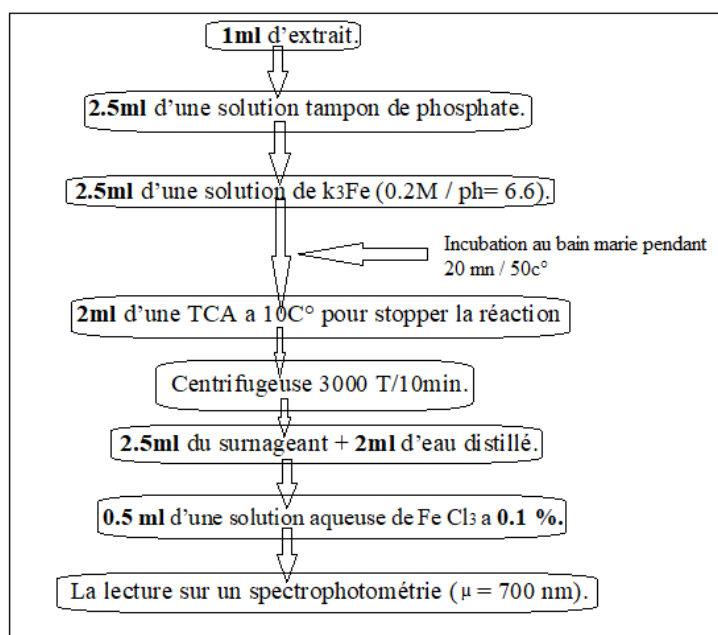 1ml d’extrait.
2.5ml d’une solution tampon de phosphate.
2.5ml d’une solution de k3Fe (0.2M / ph= 6.6).
Incubation au bain marie pendant
20 mn / 50c°
2ml d’une TCA a 10C° pour stopper la réaction
Centrifugeuse 3000 T/10min.
2.5ml du surnageant + 2ml d’eau distillé.
0.5 ml d’une solution aqueuse de Fe Cl3 a 0.1 %.
La lecture sur un spectrophotométrie ( μ = 700 nm).